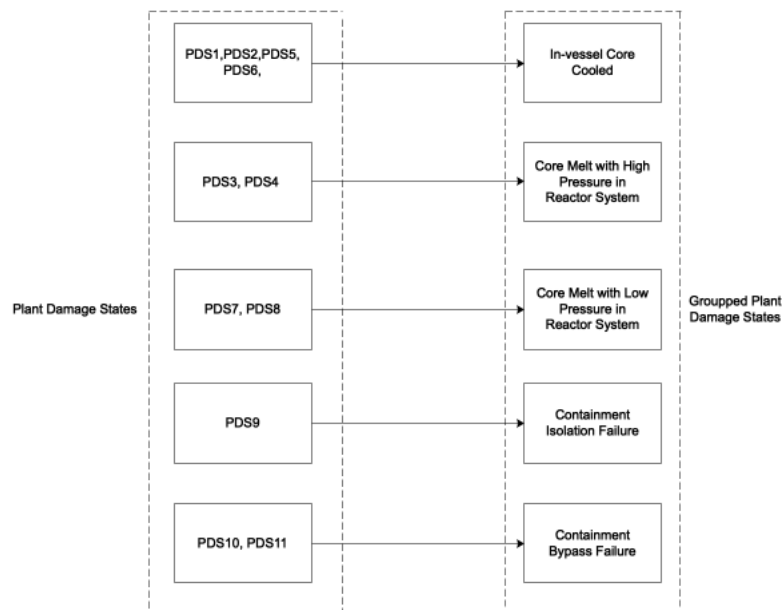 PDS1,PDS2,PDS5,
PDS6,
In-vessel Core
Cooled
PDS3, PDS4
Core Melt with High
Pressure in
Reactor System
Plant Damage States
PDS7, PDS8
Core Melt with Low
Pressure in
Reactor System
Groupped Plant
Damage States
PDS9
Containment
Isolation Failure
PDS10, PDS11
Containment
Bypass Failure